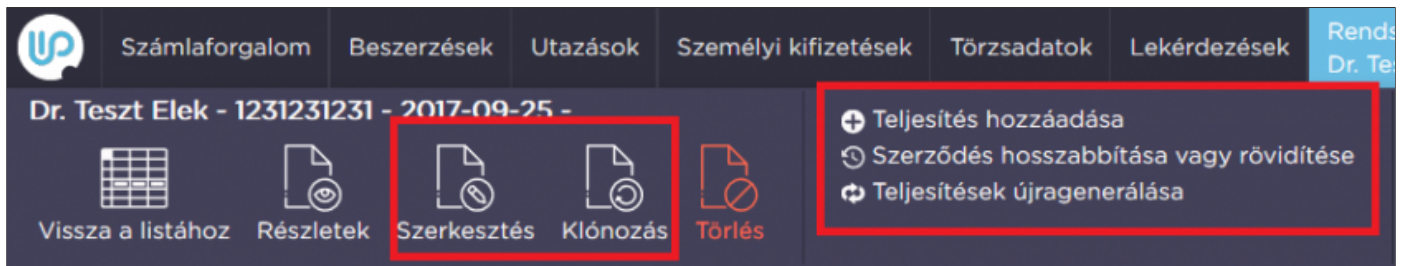 UP
Számlaforgalom Beszerzések Utazások Személyi kifizetések Törzsadatok Lekérdezések
Dr. Teszt Elek - 1231231231 - 2017-09-25 -
Teljesítés hozzáadása
Szerződés hosszabbítása vagy rövidítése
Teljesítések újragenerálása
Vissza a listához Részletek Szerkesztés Klónozás Törlés